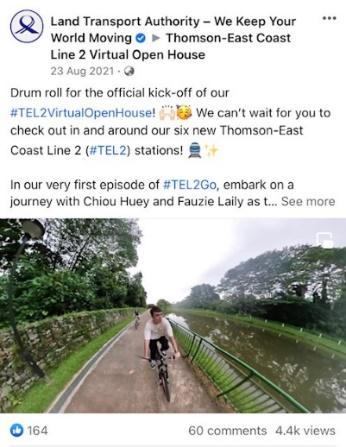 Land Transport Authority – We Keep Your
World Moving ▸ Thomson-East Coast
Line 2 Virtual Open House
23 Aug 2021 ·
Drum roll for the official kick-off of our
#TEL2VirtualOpenHouse! 🙌🏻🥳 We can't wait for you to
check out in and around our six new Thomson-East
Coast Line 2 (#TEL2) stations! 🚆✨
In our very first episode of #TEL2Go, embark on a
journey with Chiou Huey and Fauzie Laily as t... See more
164
60 comments 4.4k views